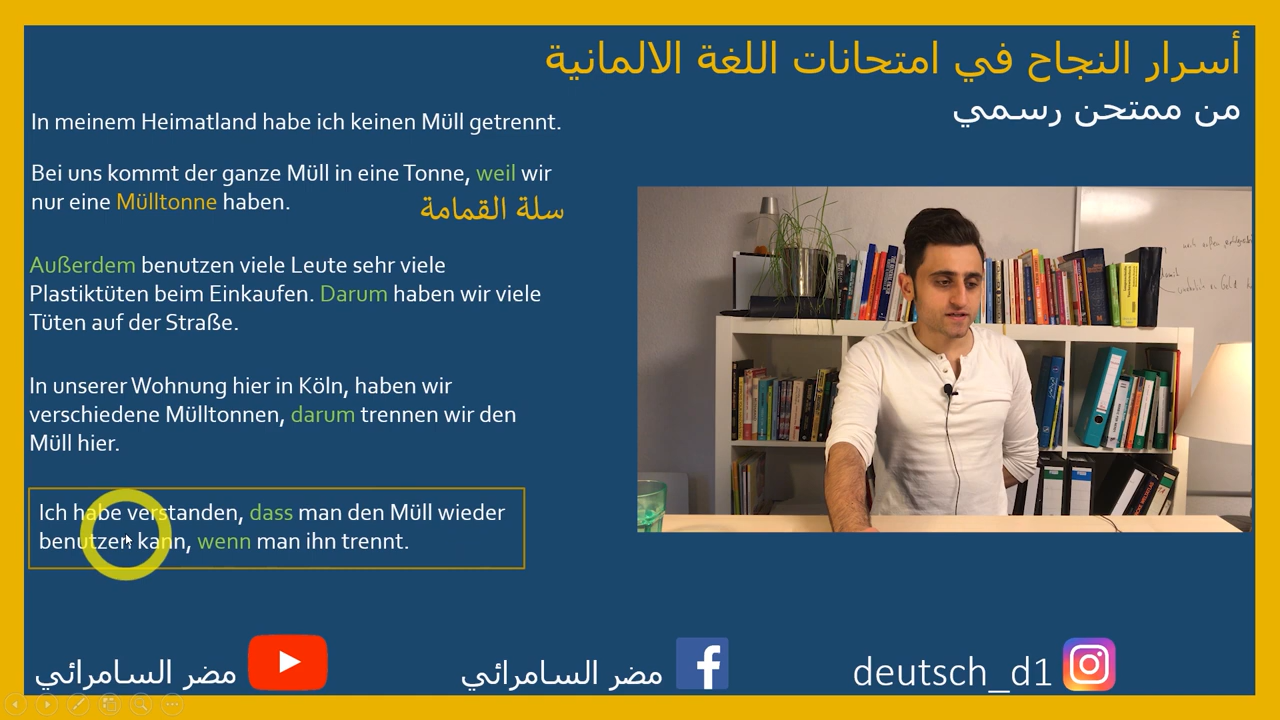 أسرار النجاح في امتحانات اللغة الالمانية
من ممتحن رسمي
In meinem Heimatland habe ich keinen Müll getrennt.
Bei uns kommt der ganze Müll in eine Tonne, weil wir
nur eine Mülltonne haben.
سلة القمامة
Außerdem benutzen viele Leute sehr viele
Plastiktüten beim Einkaufen. Darum haben wir viele
Tüten auf der Straße.
In unserer Wohnung hier in Köln, haben wir
verschiedene Mülltonnen, darum trennen wir den
Müll hier.
Ich habe verstanden, dass man den Müll wieder
benutzen kann, wenn man ihn trennt.
مضر السامرائي
مضر السامرائي
deutsch_d1